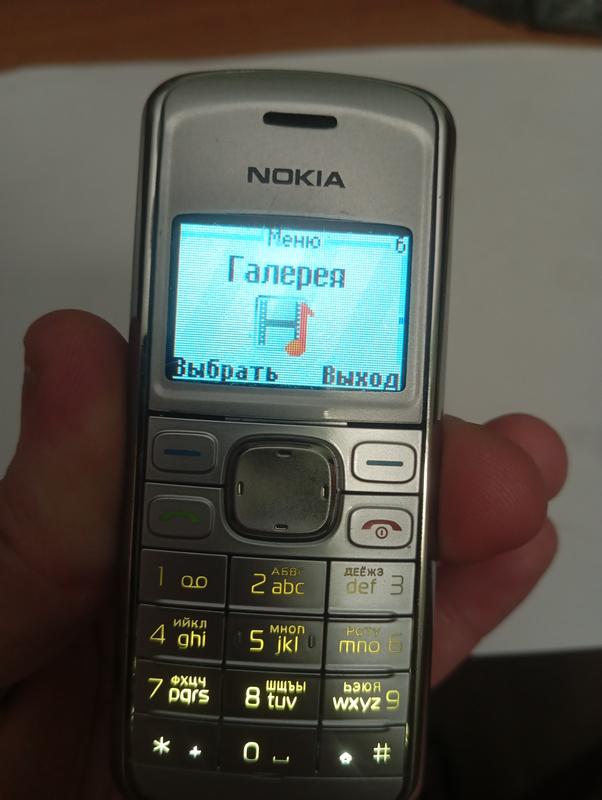 NOKIA
Меню 6
Галерея
Выбрать Выход
1
АБВ ДЕЁЖЗ
2 abc def 3
ИЙКЛ МНОП РСТУ
4 ghi 5 jkl mno 6
ФХЦЧ ШЩЪЫ ЬЭЮЯ
7 pqrs 8 tuv wxyz 9
* + 0 #